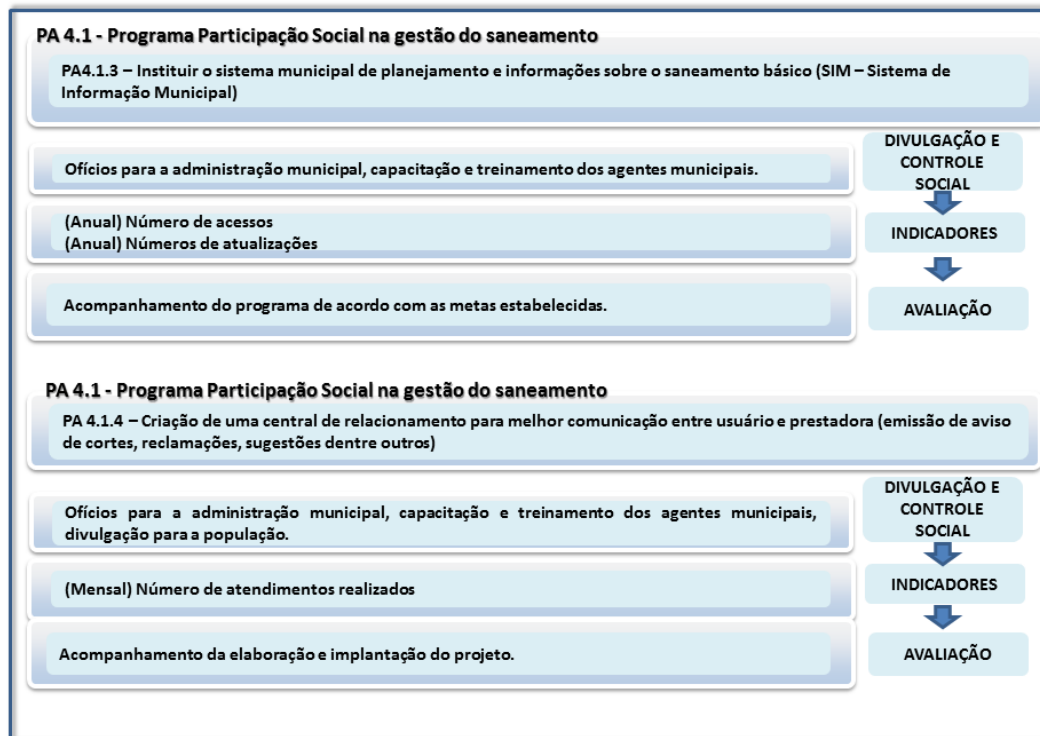 PA 4.1 - Programa Participação Social na gestão do saneamento
PA4.1.3 – Instituir o sistema municipal de planejamento e informações sobre o saneamento básico (SIM – Sistema de
Informação Municipal)
Ofícios para a administração municipal, capacitação e treinamento dos agentes municipais.
DIVULGAÇÃO E
CONTROLE
SOCIAL
(Anual) Número de acessos
(Anual) Números de atualizações
INDICADORES
Acompanhamento do programa de acordo com as metas estabelecidas.
AVALIAÇÃO
PA 4.1 - Programa Participação Social na gestão do saneamento
PA 4.1.4 – Criação de uma central de relacionamento para melhor comunicação entre usuário e prestadora (emissão de aviso
de cortes, reclamações, sugestões dentre outros)
Ofícios para a administração municipal, capacitação e treinamento dos agentes municipais,
divulgação para a população.
DIVULGAÇÃO E
CONTROLE
SOCIAL
(Mensal) Número de atendimentos realizados
INDICADORES
Acompanhamento da elaboração e implantação do projeto.
AVALIAÇÃO